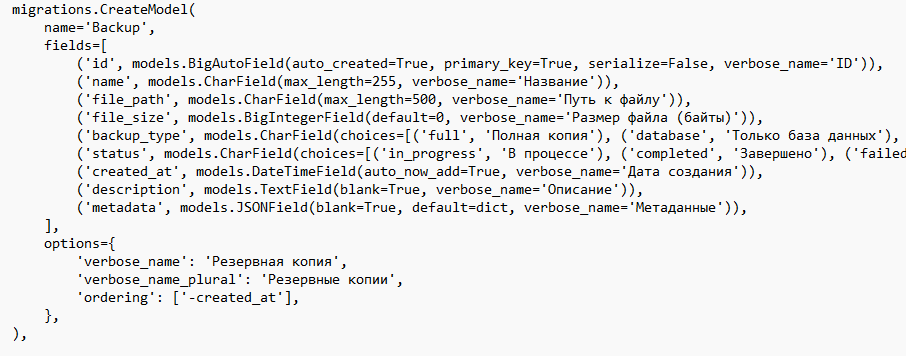 migrations.CreateModel(
    name='Backup',
    fields=[
        ('id', models.BigAutoField(auto_created=True, primary_key=True, serialize=False, verbose_name='ID')),
        ('name', models.CharField(max_length=255, verbose_name='Название')),
        ('file_path', models.CharField(max_length=500, verbose_name='Путь к файлу')),
        ('file_size', models.BigIntegerField(default=0, verbose_name='Размер файла (байты)')),
        ('backup_type', models.CharField(choices=[('full', 'Полная копия'), ('database', 'Только база данных'),
        ('status', models.CharField(choices=[('in_progress', 'В процессе'), ('completed', 'Завершено'), ('failed
        ('created_at', models.DateTimeField(auto_now_add=True, verbose_name='Дата создания')),
        ('description', models.TextField(blank=True, verbose_name='Описание')),
        ('metadata', models.JSONField(blank=True, default=dict, verbose_name='Метаданные')),
    ],
    options={
        'verbose_name': 'Резервная копия',
        'verbose_name_plural': 'Резервные копии',
        'ordering': ['-created_at'],
    },
),